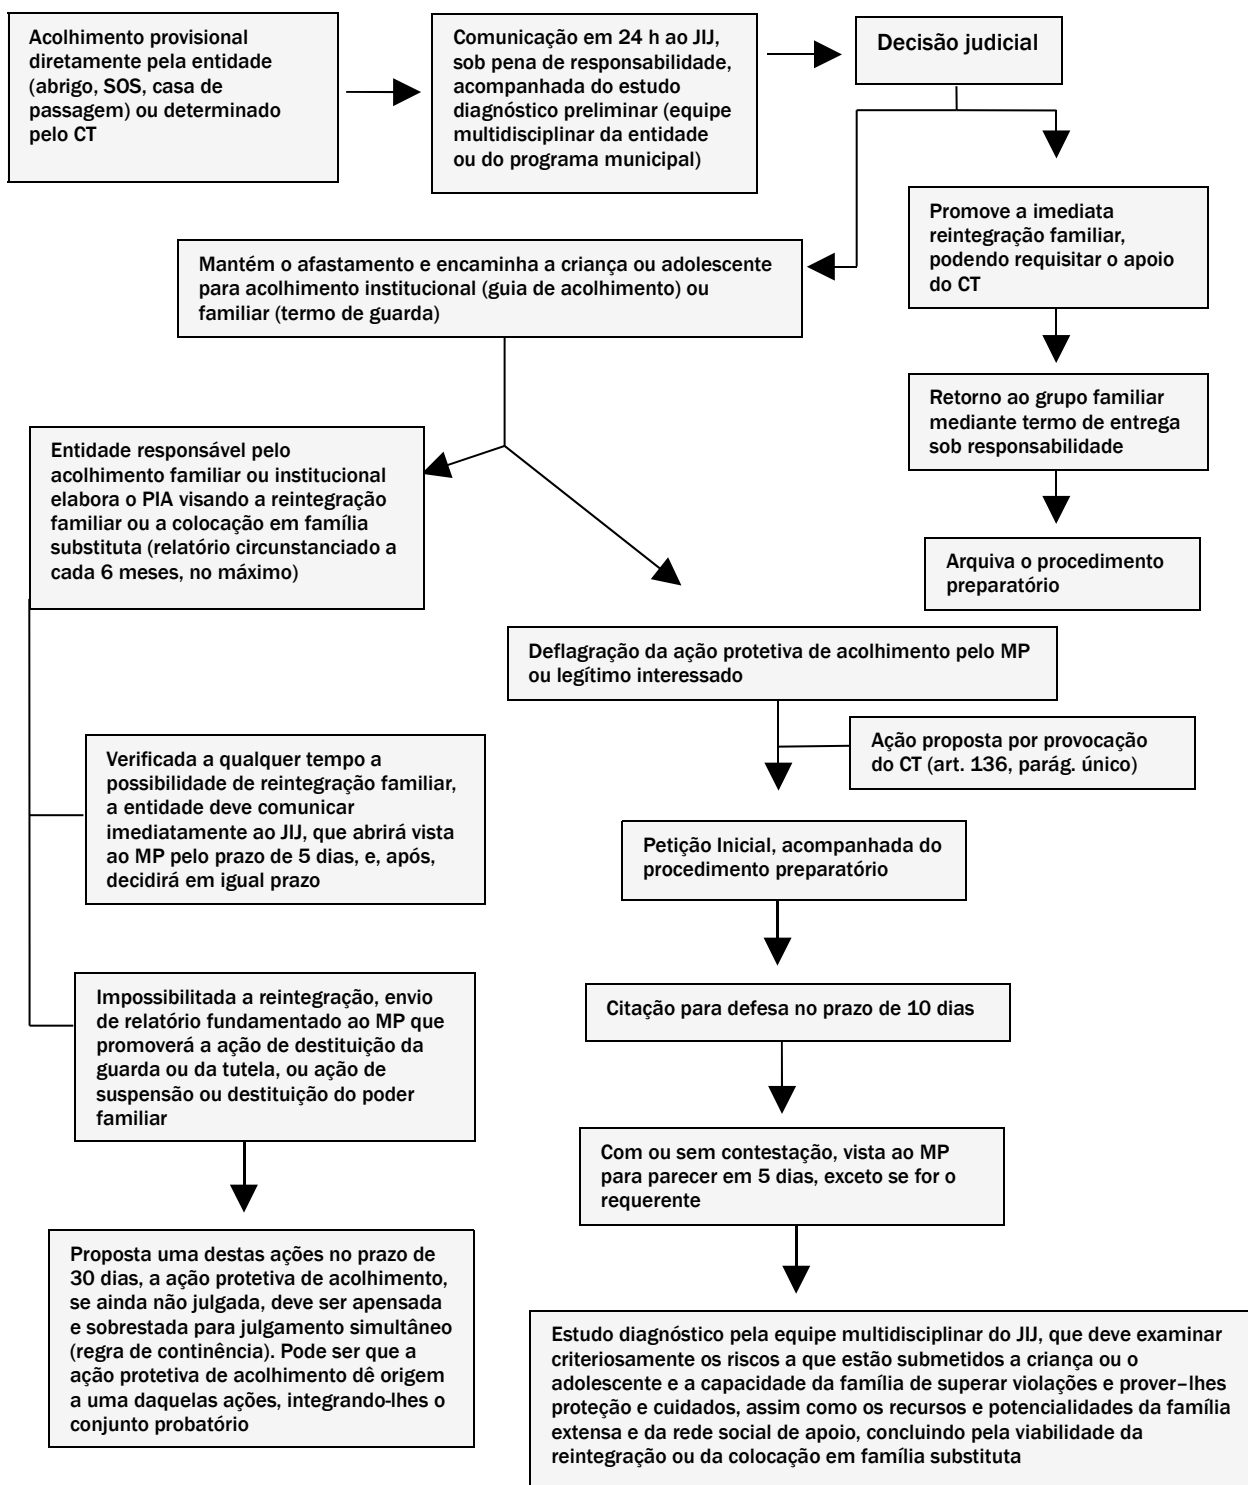 Acolhimento provisional
diretamente pela entidade
(abrigo, SOS, casa de
passagem) ou determinado
pelo CT
Comunicação em 24 h ao JIJ,
sob pena de responsabilidade,
acompanhada do estudo
diagnóstico preliminar (equipe
multidisciplinar da entidade
ou do programa municipal)
Decisão judicial
Promove a imediata
reintegração familiar,
podendo requisitar o apoio
do CT
Mantém o afastamento e encaminha a criança ou adolescente
para acolhimento institucional (guia de acolhimento) ou
familiar (termo de guarda)
Retorno ao grupo familiar
mediante termo de entrega
sob responsabilidade
Entidade responsável pelo
acolhimento familiar ou institucional
elabora o PIA visando a reintegração
familiar ou a colocação em família
substituta (relatório circunstanciado a
cada 6 meses, no máximo)
Arquiva o procedimento
preparatório
Deflagração da ação protetiva de acolhimento pelo MP
ou legítimo interessado
Ação proposta por provocação
do CT (art. 136, parág. único)
Verificada a qualquer tempo a
possibilidade de reintegração familiar,
a entidade deve comunicar
imediatamente ao JIJ, que abrirá vista
ao MP pelo prazo de 5 dias, e, após,
decidirá em igual prazo
Petição Inicial, acompanhada do
procedimento preparatório
Impossibilitada a reintegração, envio
de relatório fundamentado ao MP que
promoverá a ação de destituição da
guarda ou da tutela, ou ação de
suspensão ou destituição do poder
familiar
Citação para defesa no prazo de 10 dias
Com ou sem contestação, vista ao MP
para parecer em 5 dias, exceto se for o
requerente
Proposta uma destas ações no prazo de
30 dias, a ação protetiva de acolhimento,
se ainda não julgada, deve ser apensada
e sobrestada para julgamento simultâneo
(regra de continência). Pode ser que a
ação protetiva de acolhimento dê origem
a uma daquelas ações, integrando-lhes o
conjunto probatório
Estudo diagnóstico pela equipe multidisciplinar do JIJ, que deve examinar
criteriosamente os riscos a que estão submetidos a criança ou o
adolescente e a capacidade da família de superar violações e prover–lhes
proteção e cuidados, assim como os recursos e potencialidades da família
extensa e da rede social de apoio, concluindo pela viabilidade da
reintegração ou da colocação em família substituta